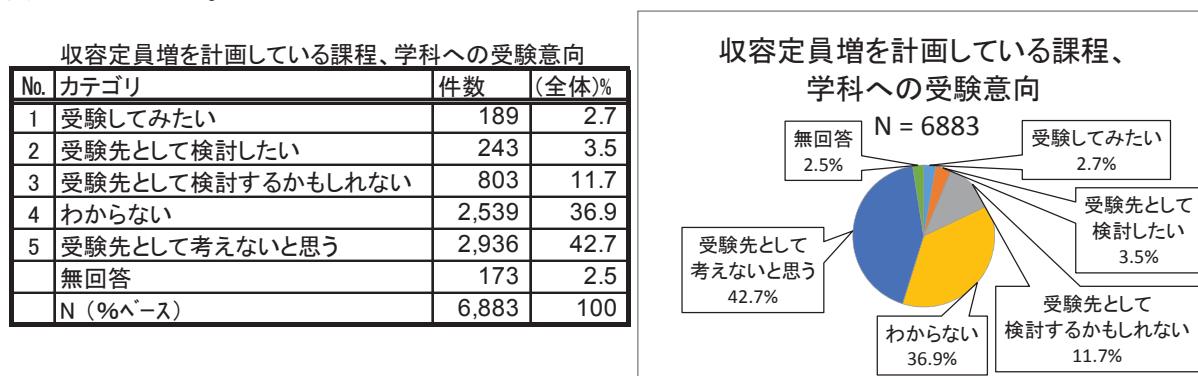 収容定員増を計画している課程、学科への受験意向
№ カテゴリ 件数 (全体)%
1 受験してみたい 189 2.7
2 受験先として検討したい 243 3.5
3 受験先として検討するかもしれない 803 11.7
4 わからない 2,539 36.9
5 受験先として考えないと思う 2,936 42.7
無回答 173 2.5
N (%ﾍﾞｰｽ) 6,883 100
収容定員増を計画している課程、
学科への受験意向
N = 6883
無回答
2.5%
受験してみたい
2.7%
受験先として
検討したい
3.5%
受験先として
検討するかもしれない
11.7%
わからない
36.9%
受験先として
考えないと思う
42.7%